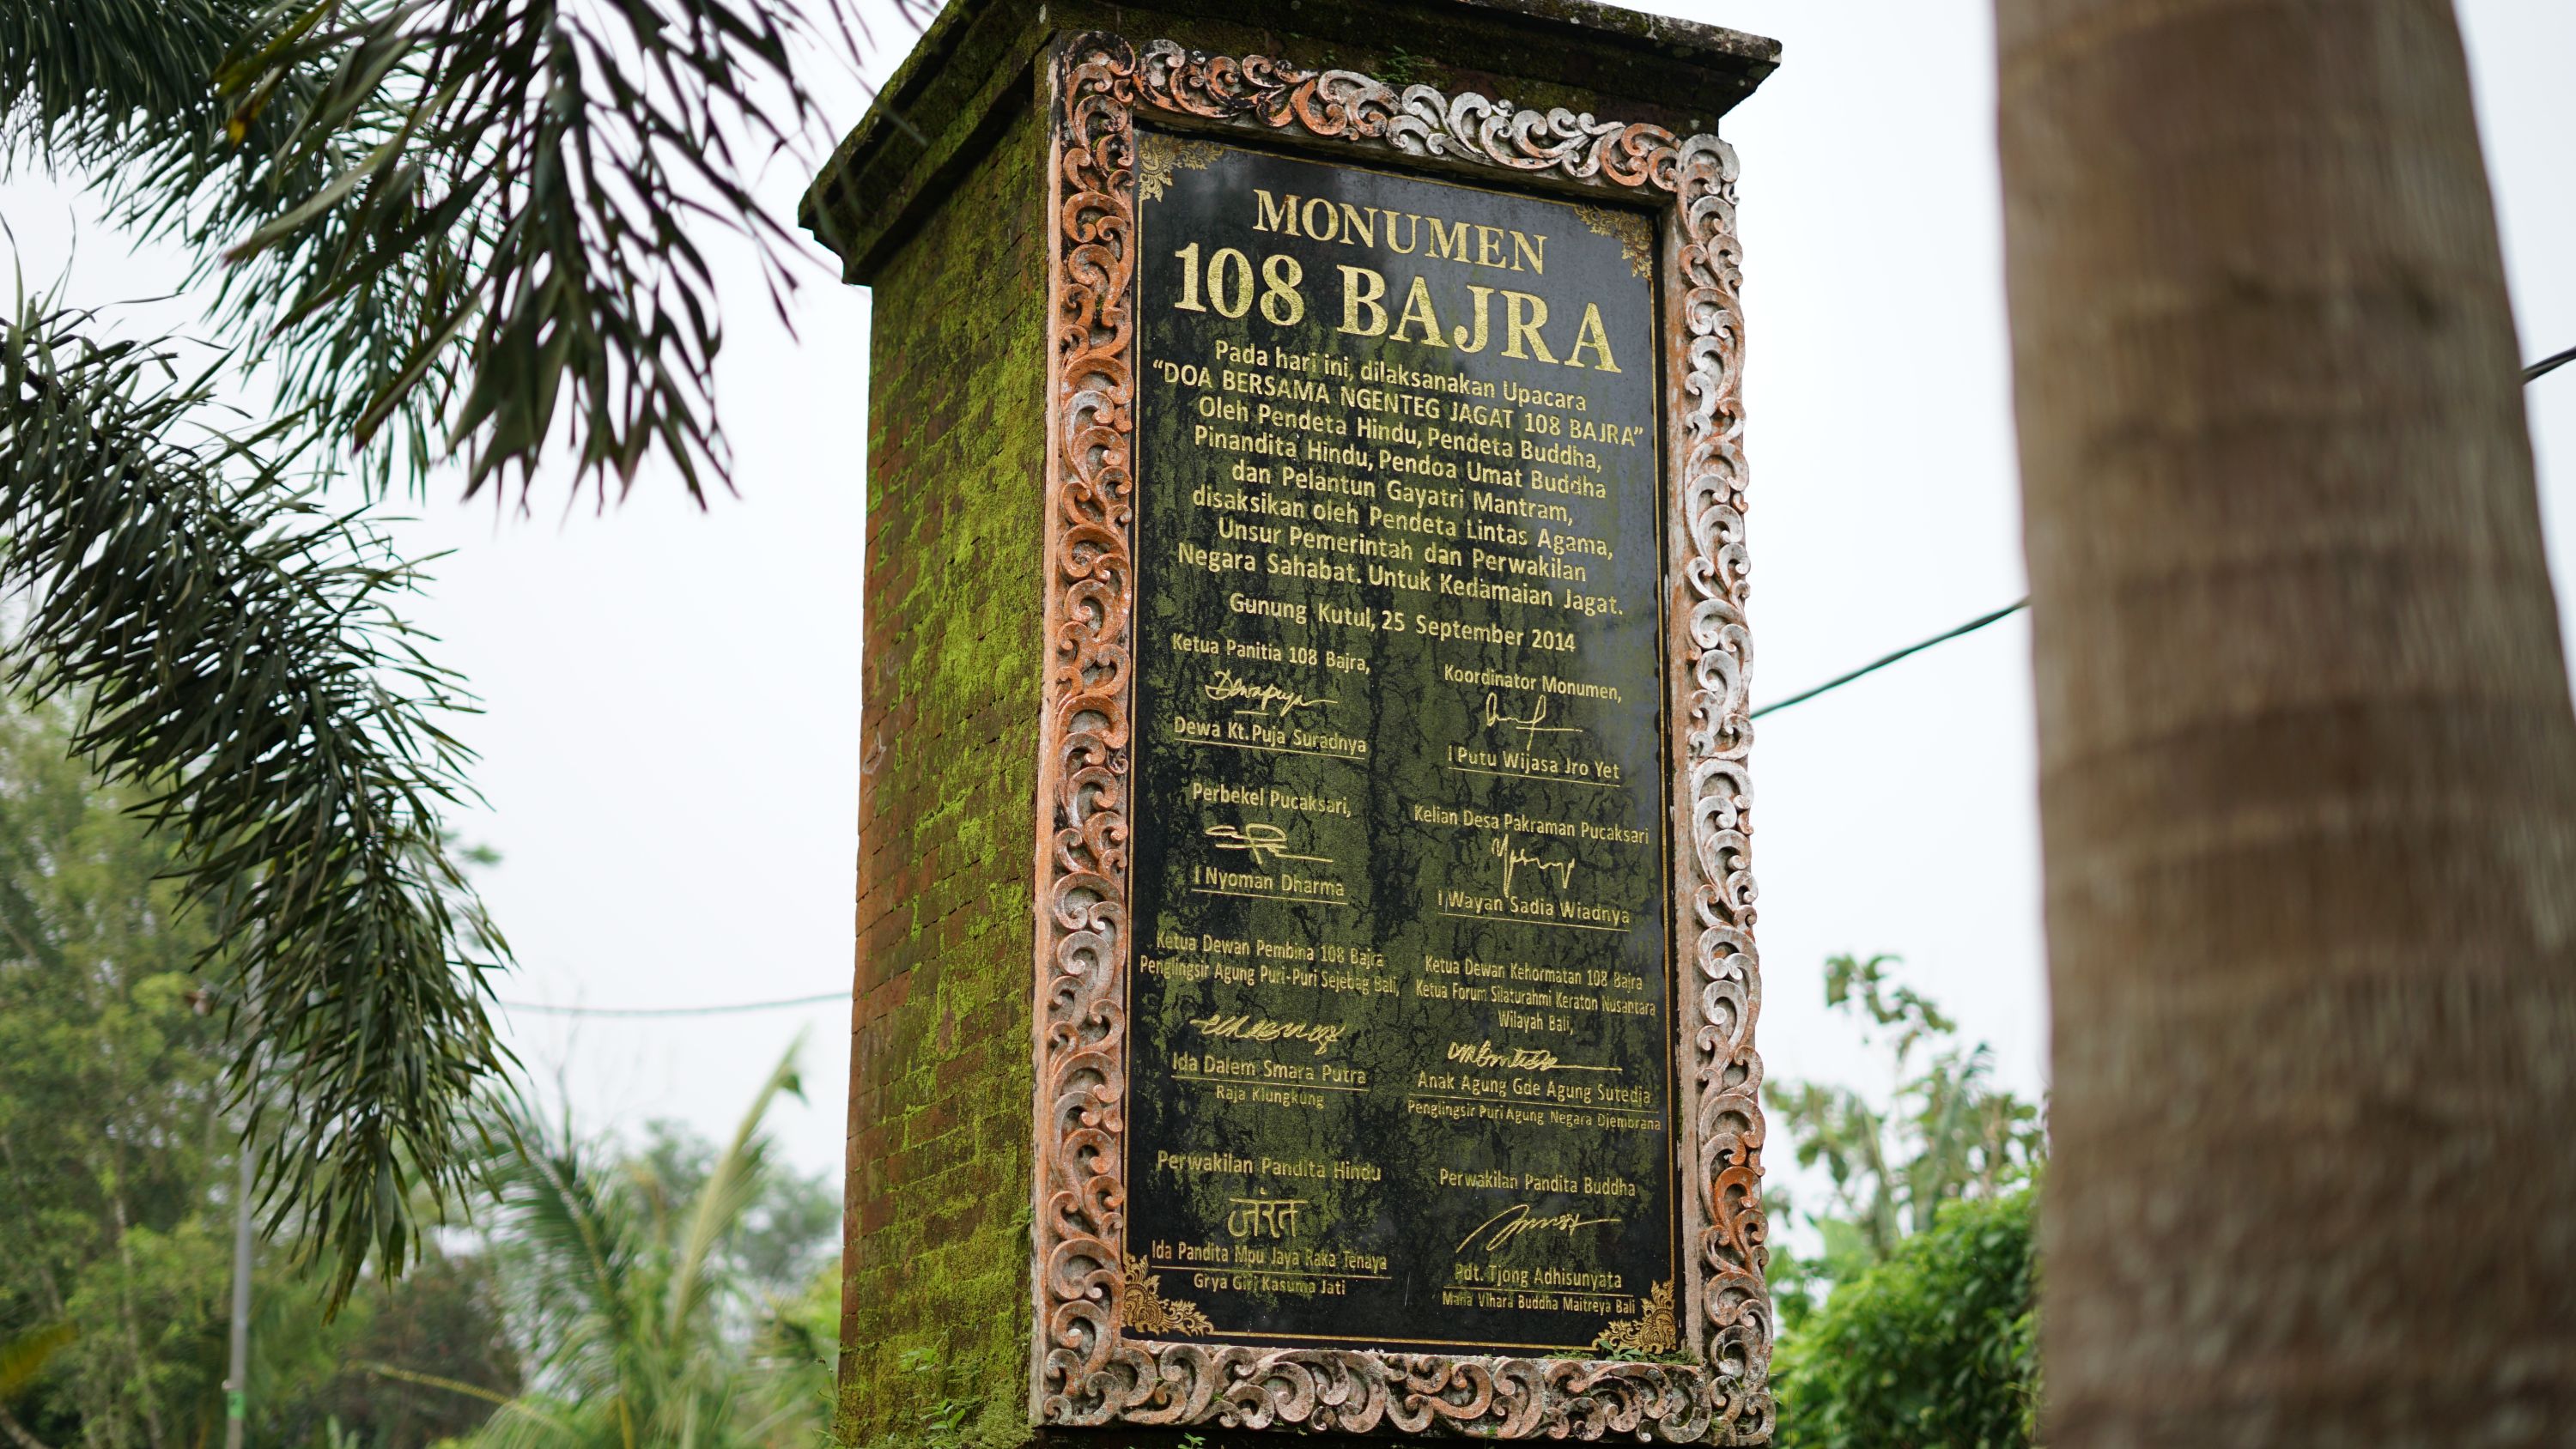 MONUMEN
108 BAJRA
Pada hari ini, dilaksanakan Upacara
“DOA BERSAMA NGENTEG JAGAT 108 BAJRA”
Oleh Pendeta Hindu, Pendeta Buddha,
Pinandita Hindu, Pendoa Umat Buddha
dan Pelantun Gayatri Mantram,
disaksikan oleh Pendeta Lintas Agama,
Unsur Pemerintah dan Perwakilan
Negara Sahabat. Untuk Kedamaian Jagat.
Gunung Kutul, 25 September 2014
Ketua Panitia 108 Bajra,
Dewa Kt. Puja Suradnya
Koordinator Monumen,
I Putu Wijasa Jro Yet
Perbekel Pucaksari,
I Nyoman Dharma
Kelian Desa Pakraman Pucaksari
I Wayan Sadia Wiadnya
Ketua Dewan Pembina 108 Bajra
Penglingsir Agung Puri-Puri Sejebag Bali,
Ida Dalem Smara Putra
Raja Klungkung
Ketua Dewan Kehormatan 108 Bajra
Ketua Forum Silaturahmi Keraton Nusantara
Wilayah Bali,
Anak Agung Gde Agung Sutedja
Penglingsir Puri Agung Negara Djembrana
Perwakilan Pandita Hindu
Ida Pandita Mpu Jaya Raka Tenaya
Grya Giri Kasuma Jati
Perwakilan Pandita Buddha
Pdt. Tjong Adhisunyata
Maha Vihara Buddha Maitreya Bali